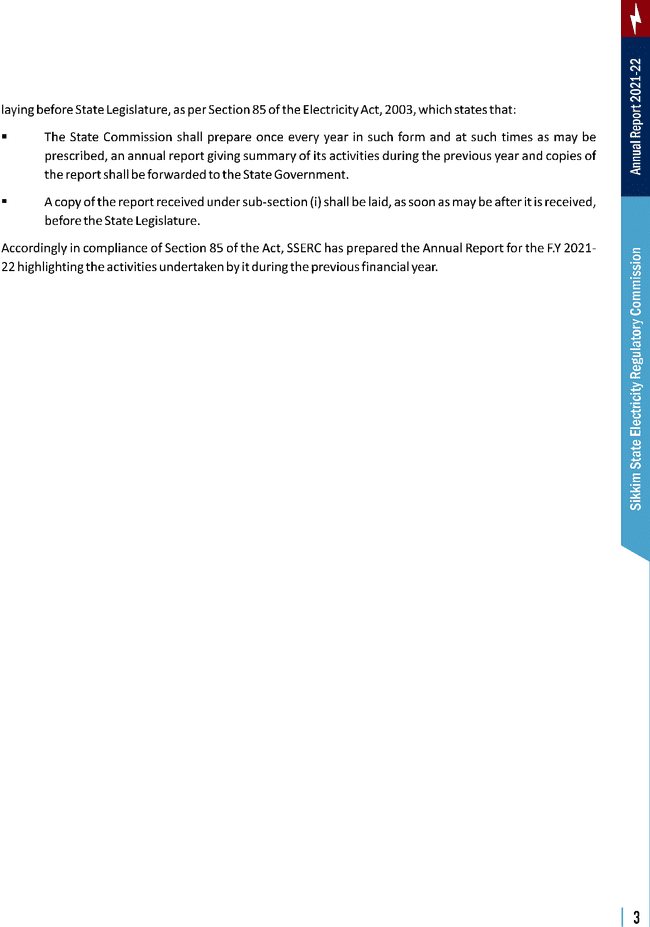 laying before State Legislature, as per Section 85 of the Electricity Act, 2003, which states that:
▪ The State Commission shall prepare once every year in such form and at such times as may be
prescribed, an annual report giving summary of its activities during the previous year and copies of
the report shall be forwarded to the State Government.
▪ A copy of the report received under sub-section (i) shall be laid, as soon as may be after it is received,
before the State Legislature.
Accordingly in compliance of Section 85 of the Act, SSERC has prepared the Annual Report for the F.Y 2021-
22 highlighting the activities undertaken by it during the previous financial year.
Annual Report 2021-22
Sikkim State Electricity Regulatory Commission
3